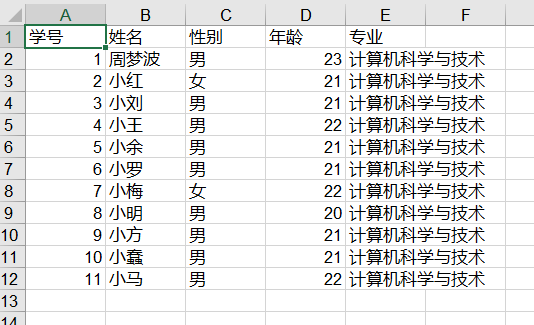 A B C D E F
1 学号 姓名 性别 年龄 专业
2 1 周梦波 男 23 计算机科学与技术
3 2 小红 女 21 计算机科学与技术
4 3 小刘 男 21 计算机科学与技术
5 4 小王 男 22 计算机科学与技术
6 5 小余 男 21 计算机科学与技术
7 6 小罗 男 21 计算机科学与技术
8 7 小梅 女 22 计算机科学与技术
9 8 小明 男 20 计算机科学与技术
10 9 小方 男 21 计算机科学与技术
11 10 小蠢 男 21 计算机科学与技术
12 11 小马 男 22 计算机科学与技术
13
14